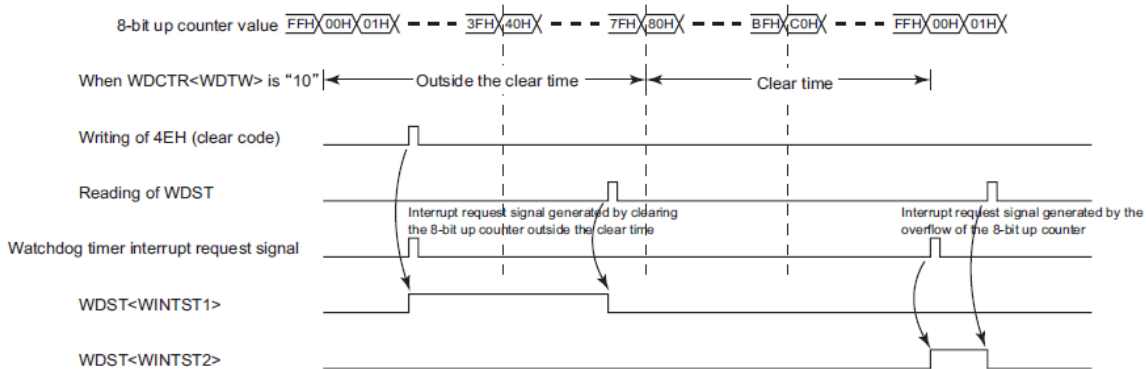 8-bit up counter value FFH 00H 01H 3FH 40H 7FH 80H BFH C0H FFH 00H 01H
When WDCTR<WDTW> is “10” Outside the clear time Clear time
Writing of 4EH (clear code)
Reading of WDST
Interrupt request signal generated by clearing
the 8-bit up counter outside the clear time
Interrupt request signal generated by the
overflow of the 8-bit up counter
Watchdog timer interrupt request signal
WDST<WINTST1>
WDST<WINTST2>